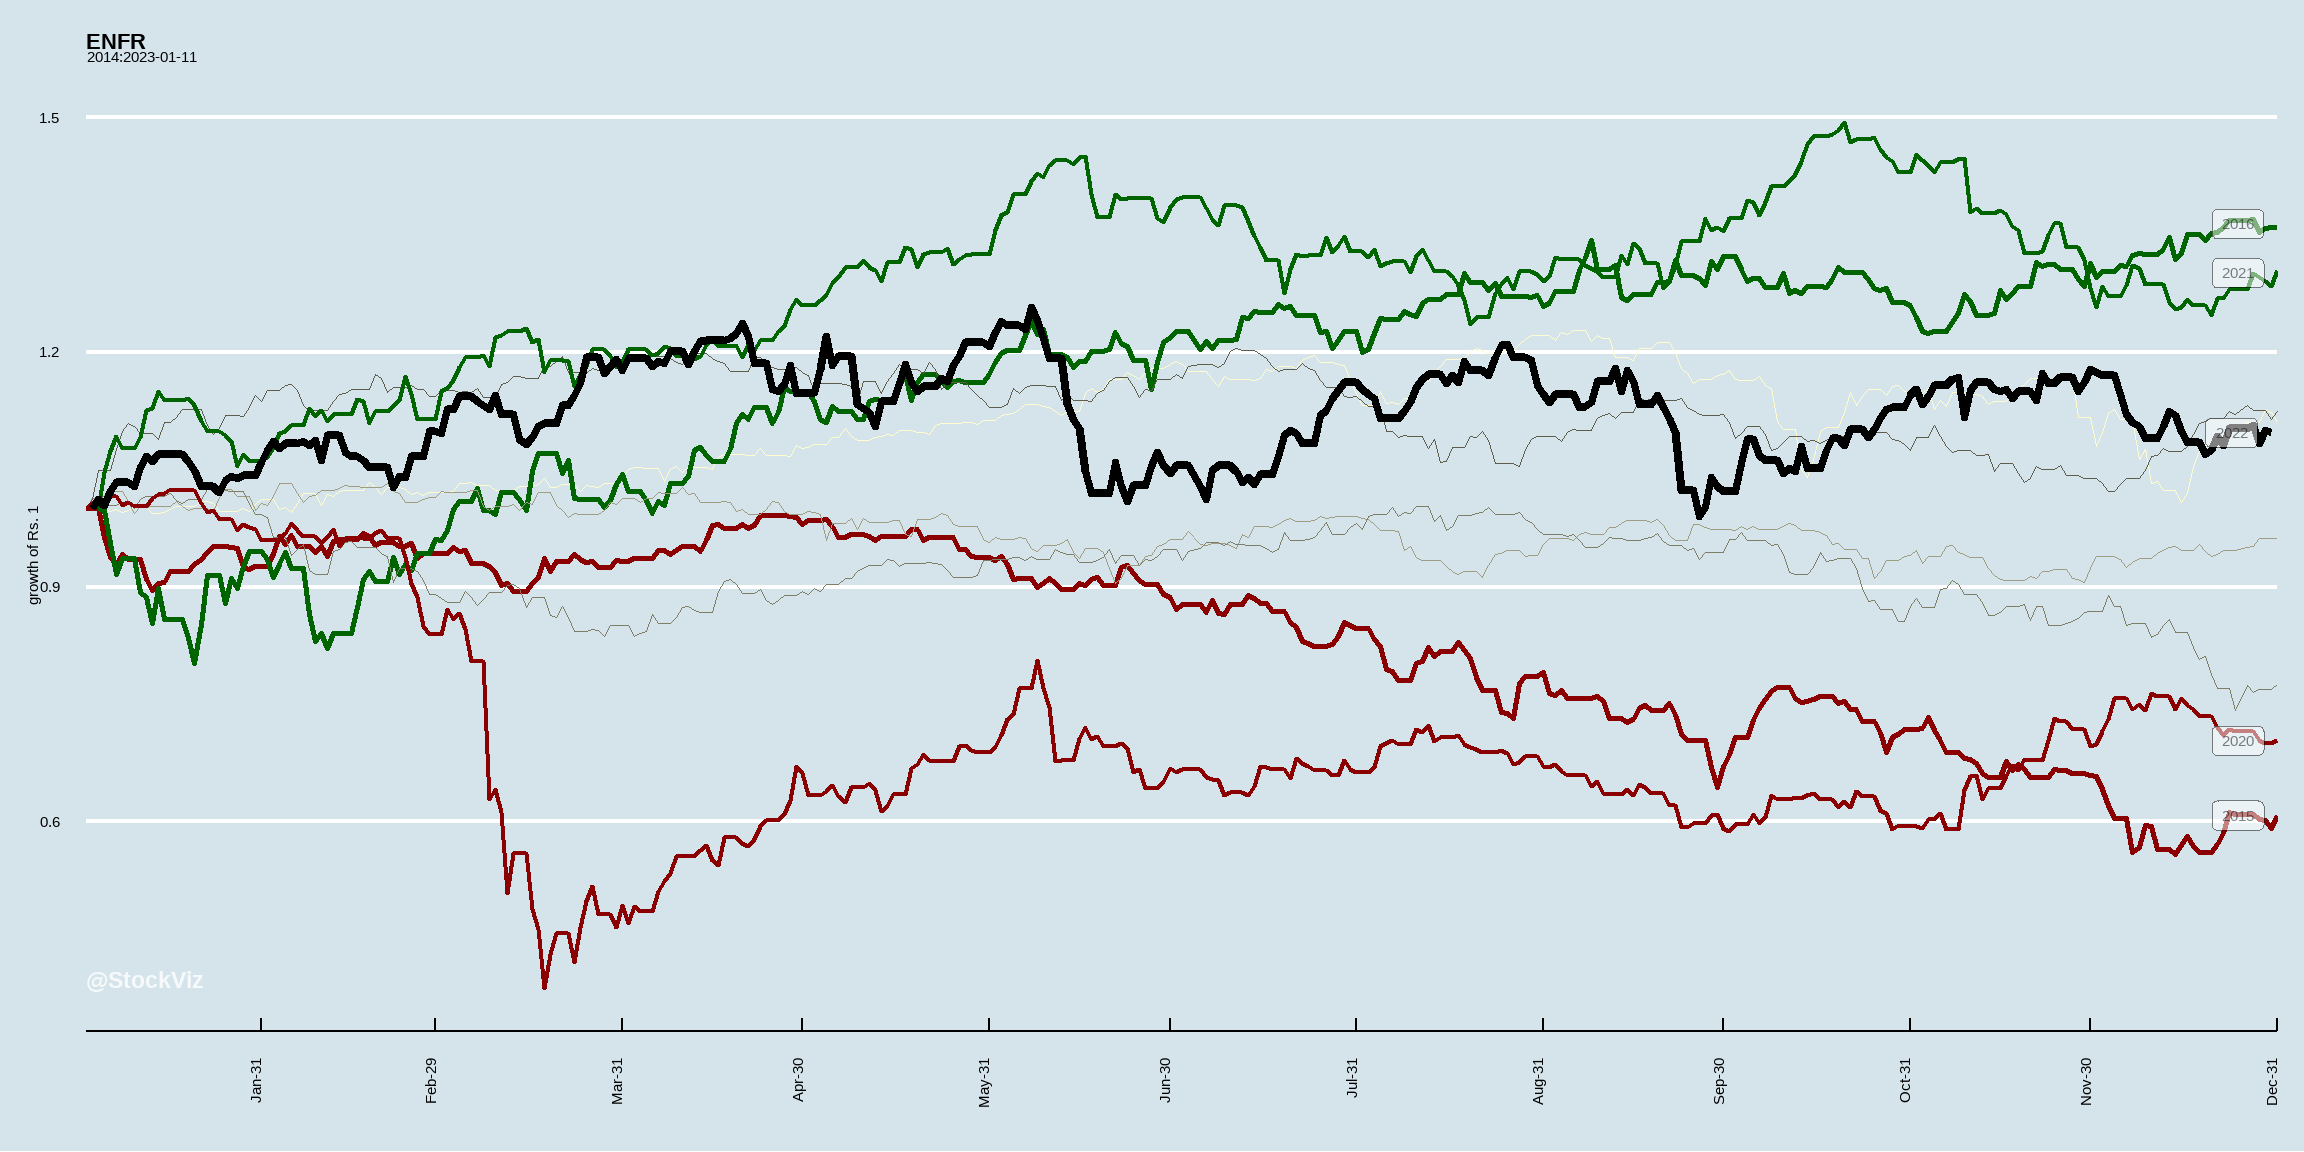 ENFR
2014:2023-01-11
growth of Rs. 1
1.5
1.2
0.9
0.6
2016
2021
2022
2020
2015
@StockViz
Jan-31
Feb-29
Mar-31
Apr-30
May-31
Jun-30
Jul-31
Aug-31
Sep-30
Oct-31
Nov-30
Dec-31